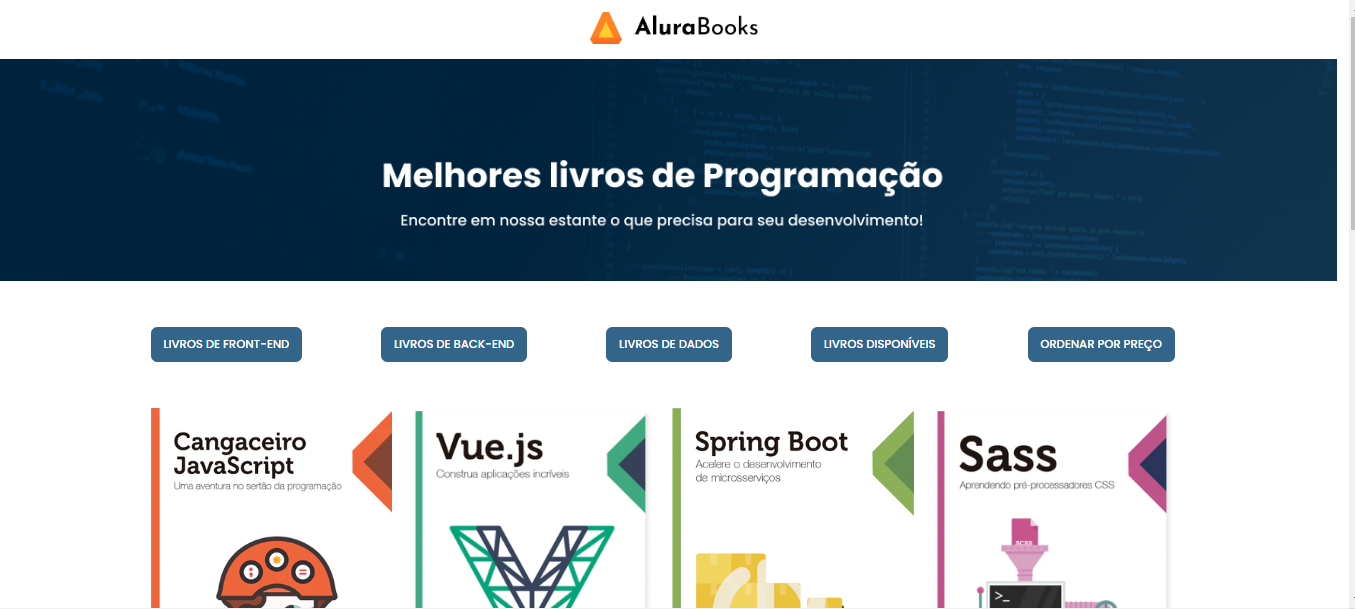 AluraBooks
Melhores livros de Programação
Encontre em nossa estante o que precisa para seu desenvolvimento!
LIVROS DE FRONT-END
LIVROS DE BACK-END
LIVROS DE DADOS
LIVROS DISPONÍVEIS
ORDENAR POR PREÇO
Cangaceiro
JavaScript
Uma aventura no sertão da programação
Vue.js
Construa aplicações incríveis
Spring Boot
Acelere o desenvolvimento
de microsserviços
Sass
Aprendendo pré-processadores CSS
SCSS
>_